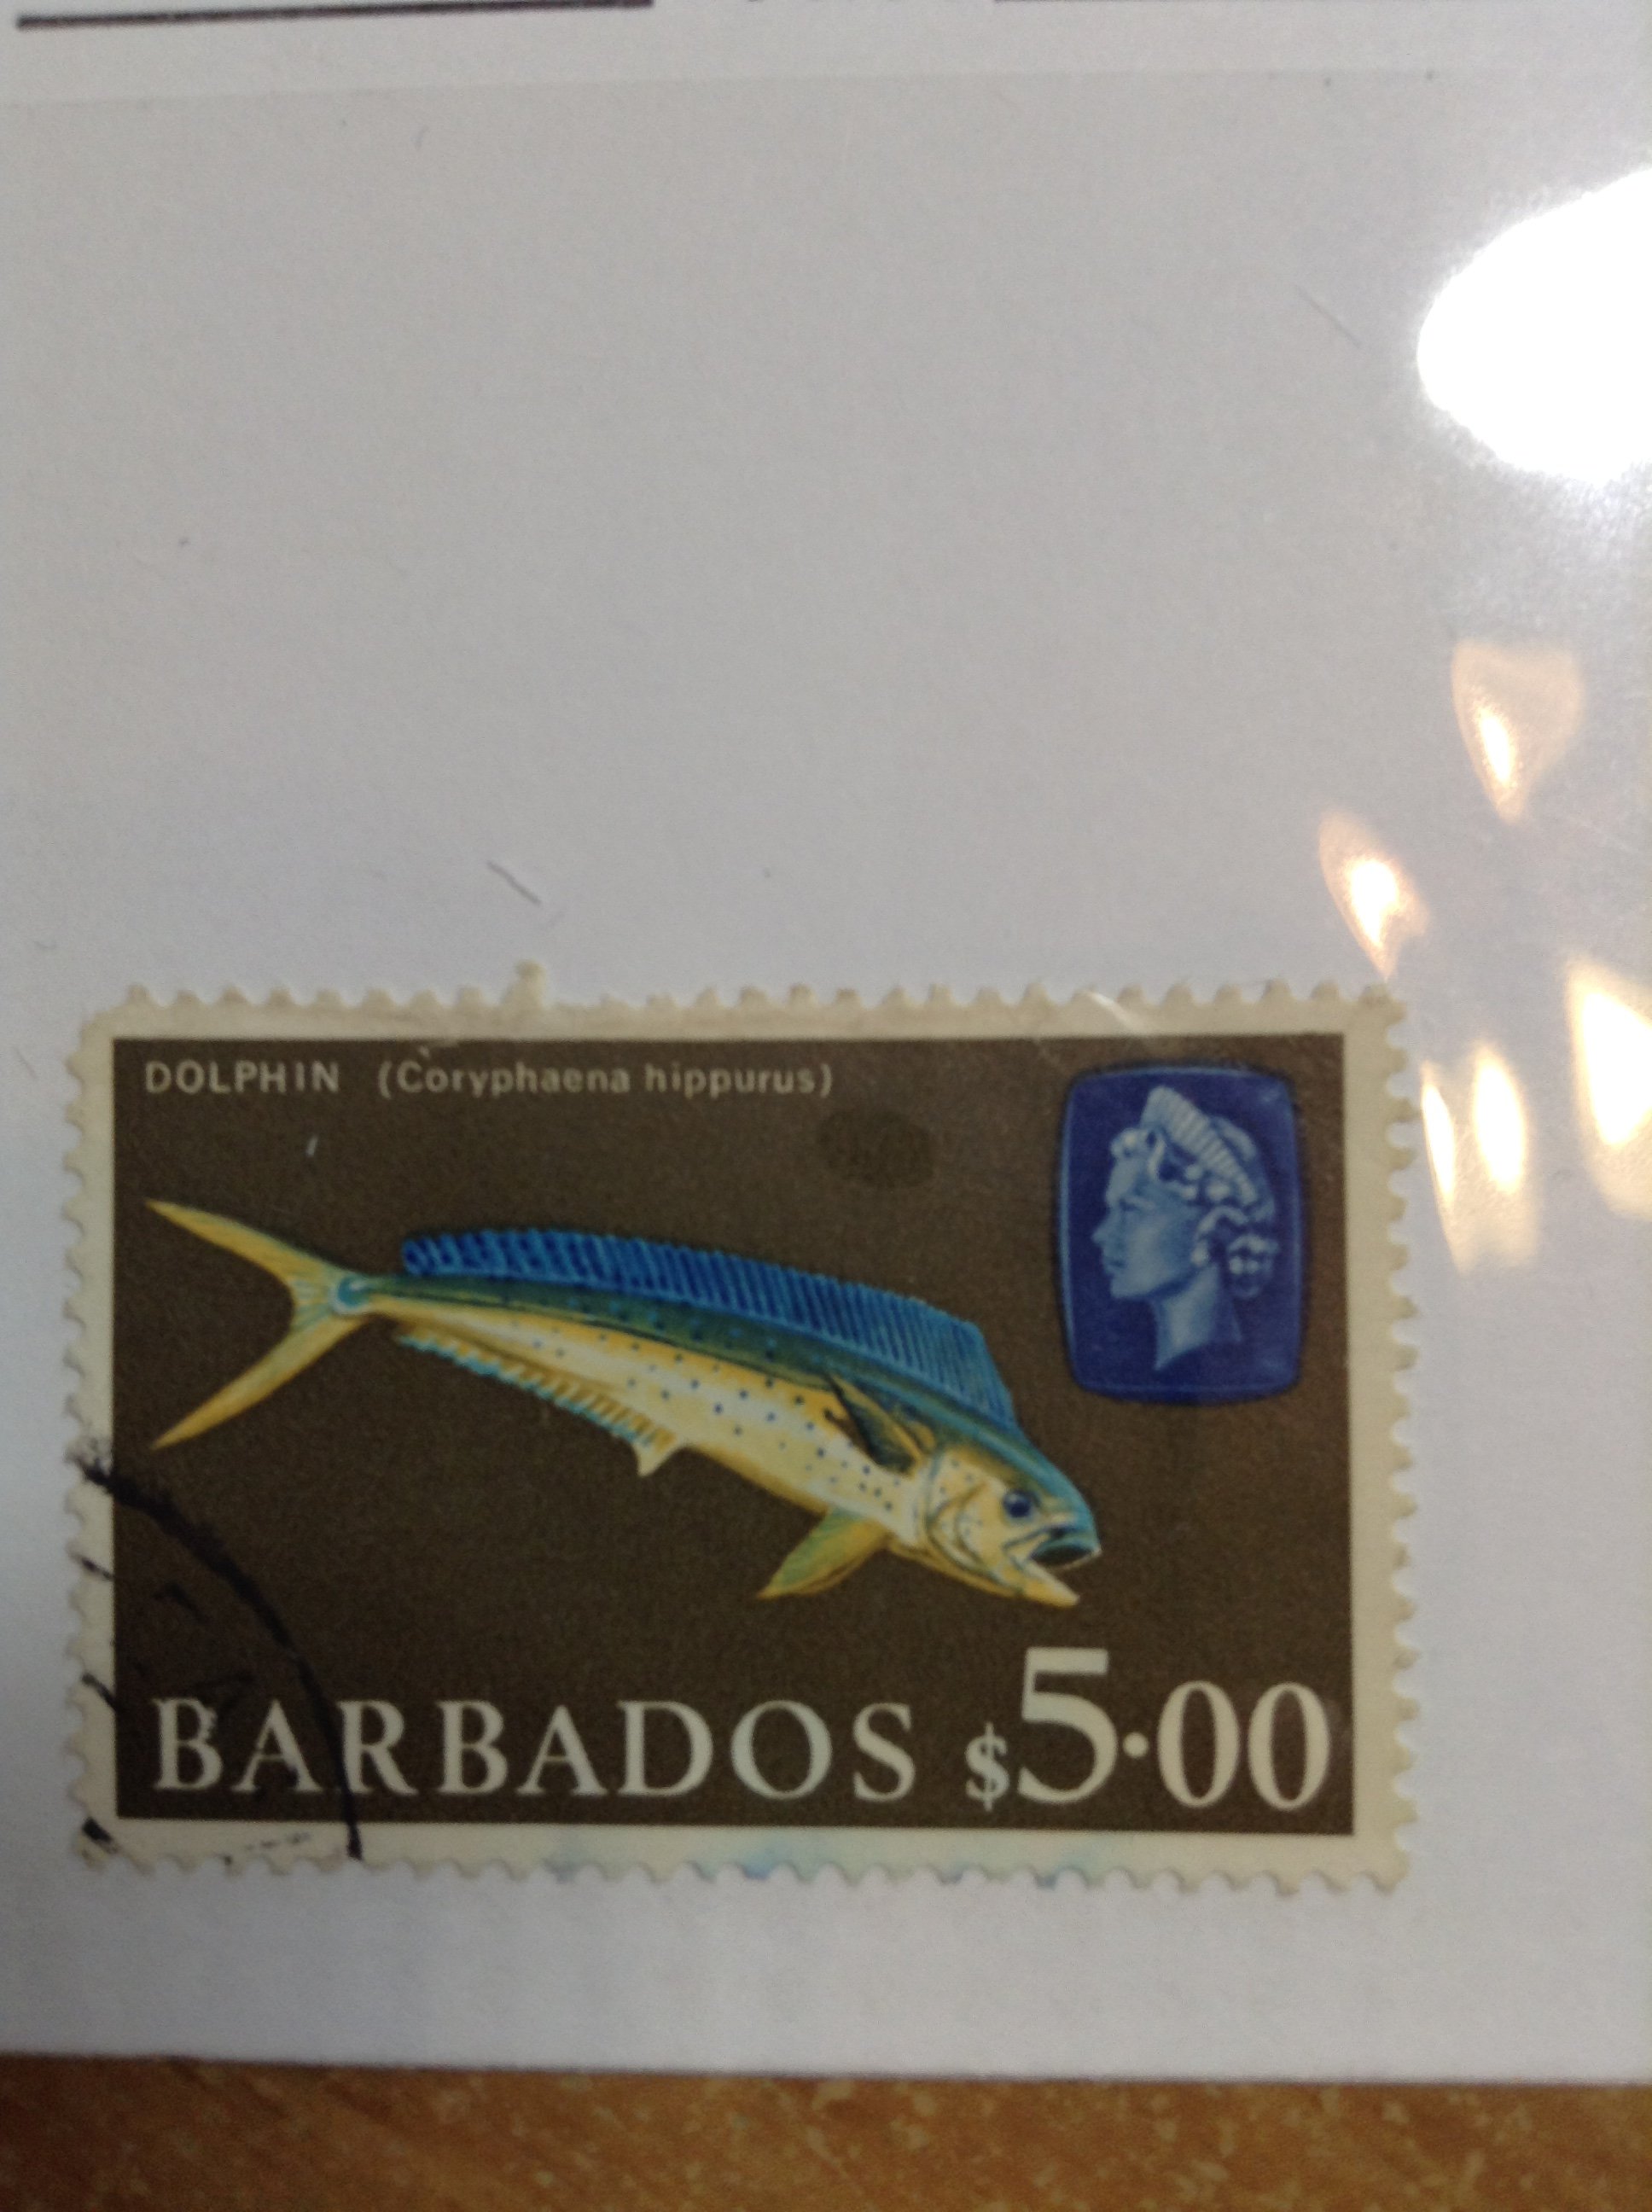 DOLPHIN (Coryphaena hippurus)
BARBADOS $5·00